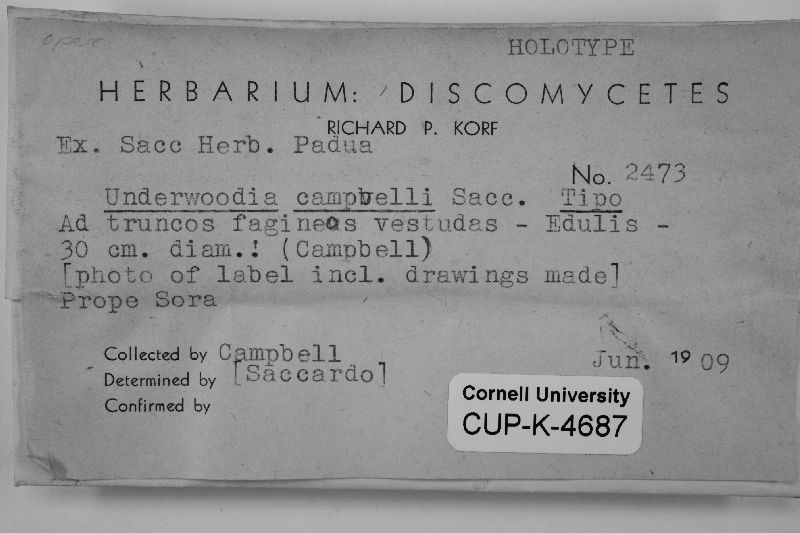 HOLOTYPE
HERBARIUM: DISCOMYCETES
RICHARD P. KORF
Ex. Sacc Herb. Padua
No. 2473
Underwoodia campbelli Sacc. Tipo
Ad truncos fagineos vestudas - Edulis -
30 cm. diam.! (Campbell)
[photo of label incl. drawings made]
Prope Sora
Collected by Campbell
Jun. 1909
Determined by [Saccardo]
Confirmed by
Cornell University
CUP-K-4687